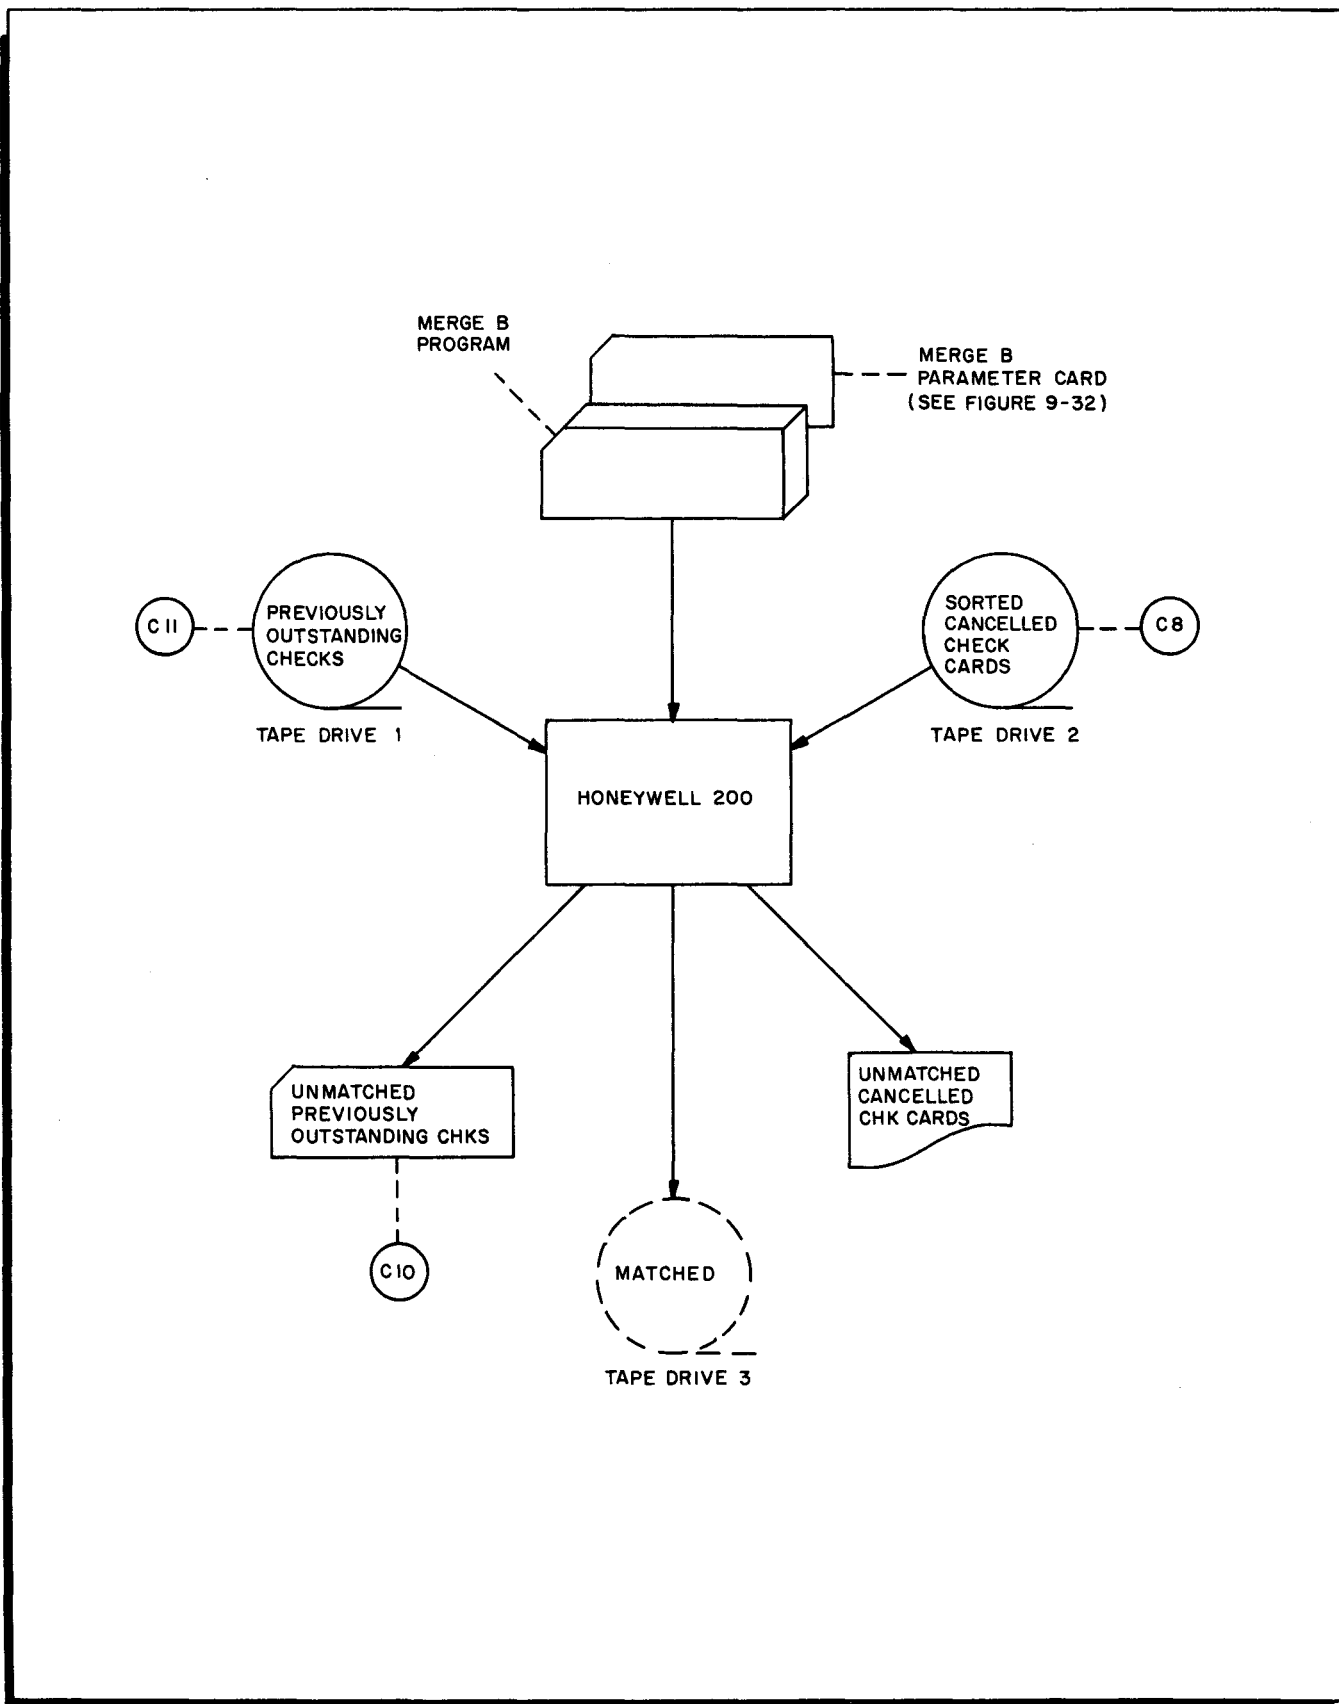 MERGE B
PROGRAM
MERGE B
PARAMETER CARD
(SEE FIGURE 9-32)
C11
PREVIOUSLY
OUTSTANDING
CHECKS
TAPE DRIVE 1
SORTED
CANCELLED
CHECK
CARDS
C8
TAPE DRIVE 2
HONEYWELL 200
UNMATCHED
PREVIOUSLY
OUTSTANDING CHKS
C10
MATCHED
TAPE DRIVE 3
UNMATCHED
CANCELLED
CHK CARDS